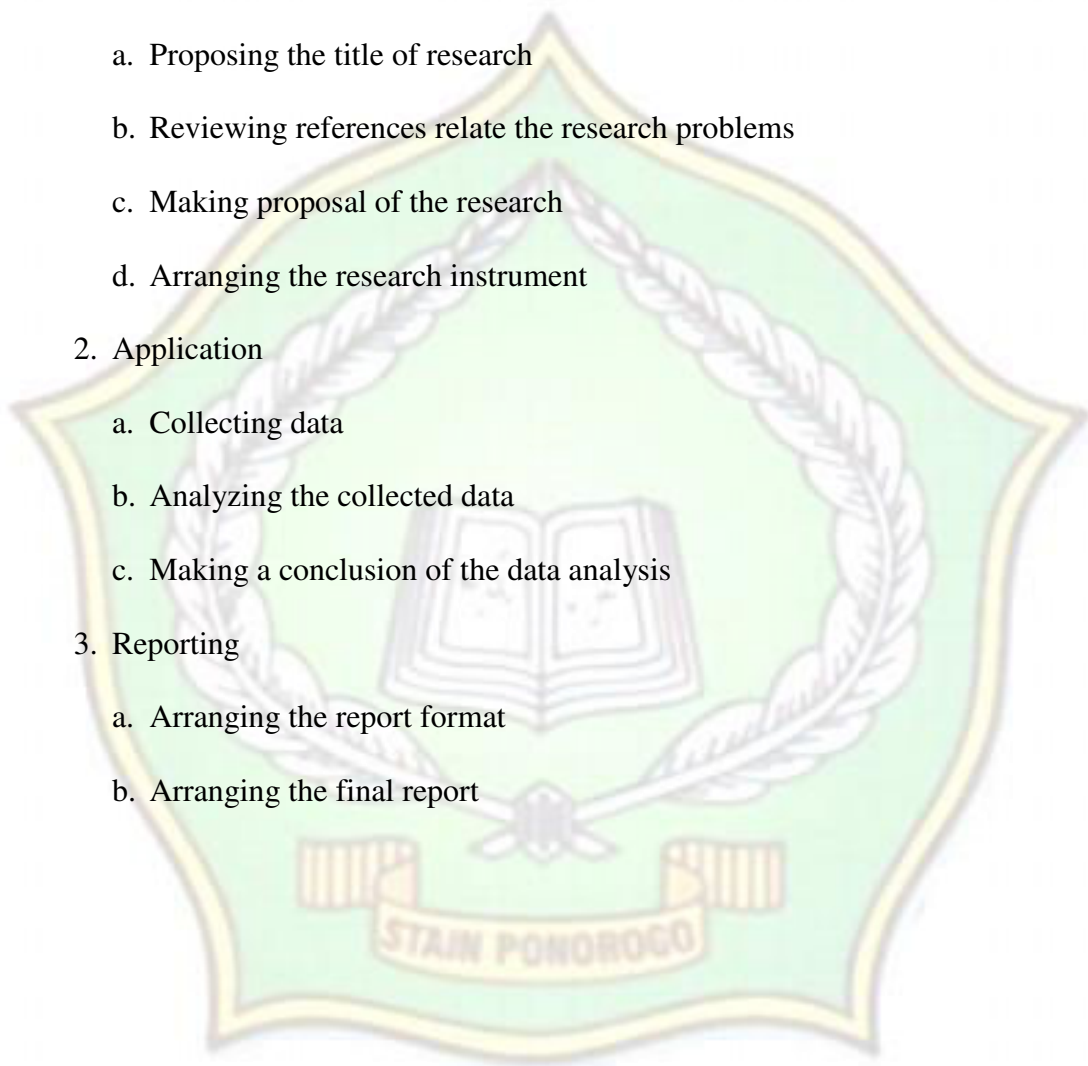 a. Proposing the title of research
b. Reviewing references relate the research problems
c. Making proposal of the research
d. Arranging the research instrument
2. Application
a. Collecting data
b. Analyzing the collected data
c. Making a conclusion of the data analysis
3. Reporting
a. Arranging the report format
b. Arranging the final report
STAIN PONOROGO